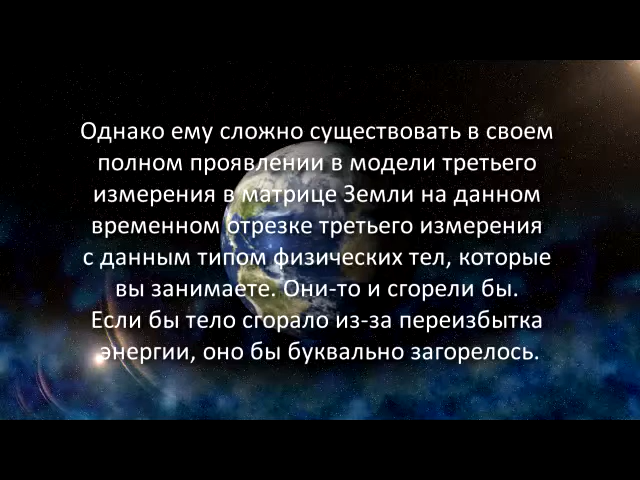 Однако ему сложно существовать в своем
полном проявлении в модели третьего
измерения в матрице Земли на данном
временном отрезке третьего измерения
с данным типом физических тел, которые
вы занимаете. Они-то и сгорели бы.
Если бы тело сгорало из-за переизбытка
энергии, оно бы буквально загорелось.